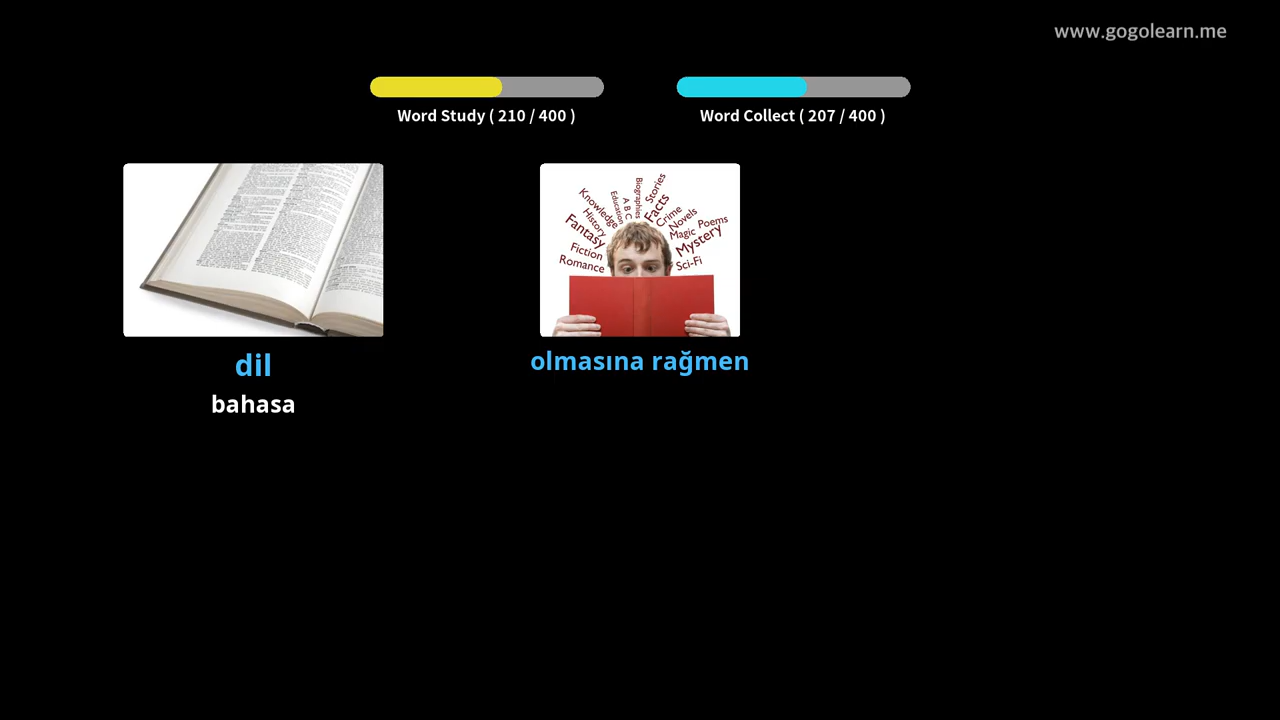 www.gogolearn.me
Word Study ( 210 / 400 )
Word Collect ( 207 / 400 )
Stories
Biographies
Facts
Crime
Novels
Magic
Poems
Mystery
Sci-Fi
A B C
Education
Knowledge
History
Fantasy
Fiction
Romance
dil
olmasına rağmen
bahasa